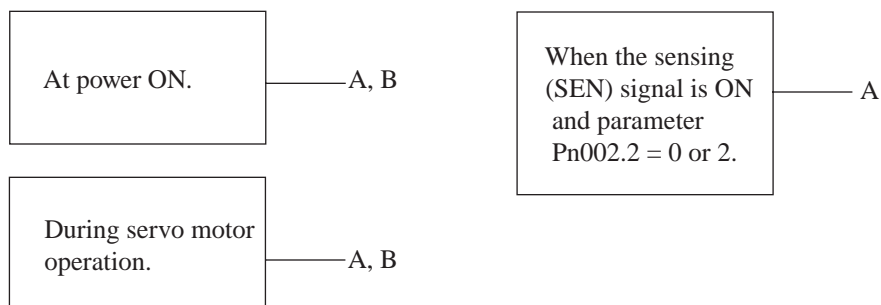 At power ON.
A, B
When the sensing
(SEN) signal is ON
and parameter
Pn002.2 = 0 or 2.
A
During servo motor
operation.
A, B